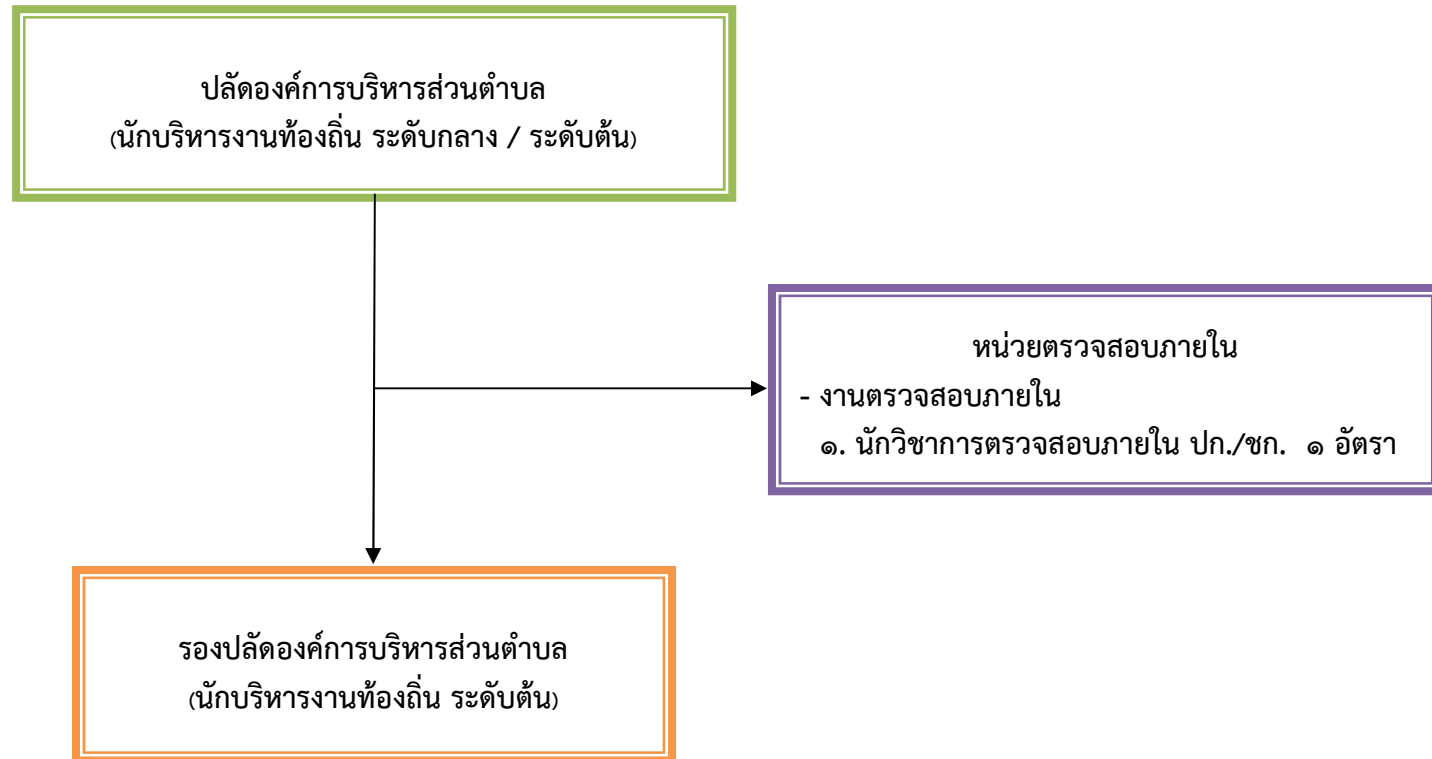 ปลัดองค์การบริหารส่วนตำบล
(นักบริหารงานท้องถิ่น ระดับกลาง / ระดับต้น)
หน่วยตรวจสอบภายใน
- งานตรวจสอบภายใน
๑. นักวิชาการตรวจสอบภายใน ปก./ชก. ๑ อัตรา
รองปลัดองค์การบริหารส่วนตำบล
(นักบริหารงานท้องถิ่น ระดับต้น)